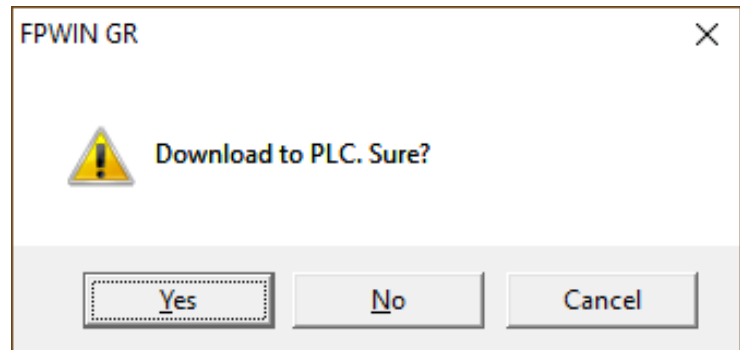 FPWIN GR
Download to PLC. Sure?
Yes
No
Cancel